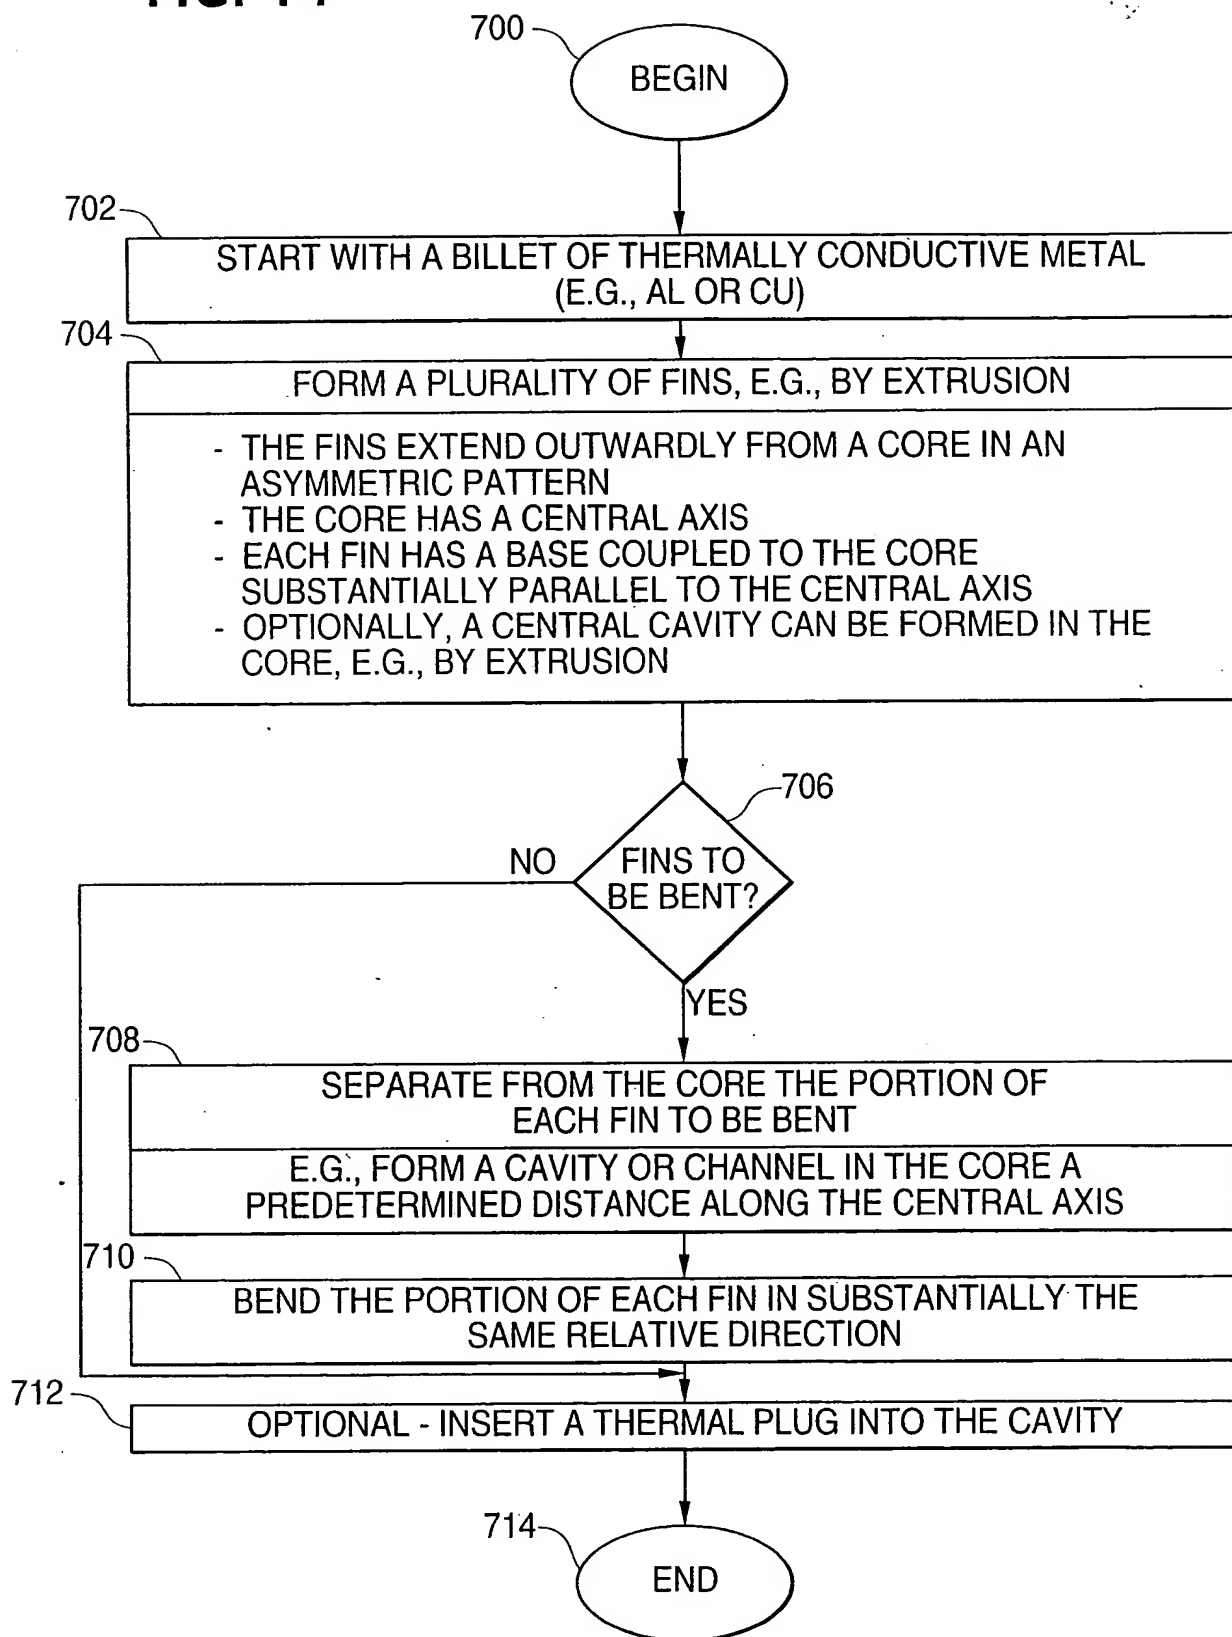 700
BEGIN
702
START WITH A BILLET OF THERMALLY CONDUCTIVE METAL
(E.G., AL OR CU)
704
FORM A PLURALITY OF FINS, E.G., BY EXTRUSION
- THE FINS EXTEND OUTWARDLY FROM A CORE IN AN
ASYMMETRIC PATTERN
- THE CORE HAS A CENTRAL AXIS
- EACH FIN HAS A BASE COUPLED TO THE CORE
SUBSTANTIALLY PARALLEL TO THE CENTRAL AXIS
- OPTIONALLY, A CENTRAL CAVITY CAN BE FORMED IN THE
CORE, E.G., BY EXTRUSION
706
NO
FINS TO
BE BENT?
YES
708
SEPARATE FROM THE CORE THE PORTION OF
EACH FIN TO BE BENT
E.G., FORM A CAVITY OR CHANNEL IN THE CORE A
PREDETERMINED DISTANCE ALONG THE CENTRAL AXIS
710
BEND THE PORTION OF EACH FIN IN SUBSTANTIALLY THE
SAME RELATIVE DIRECTION
712
OPTIONAL - INSERT A THERMAL PLUG INTO THE CAVITY
714
END